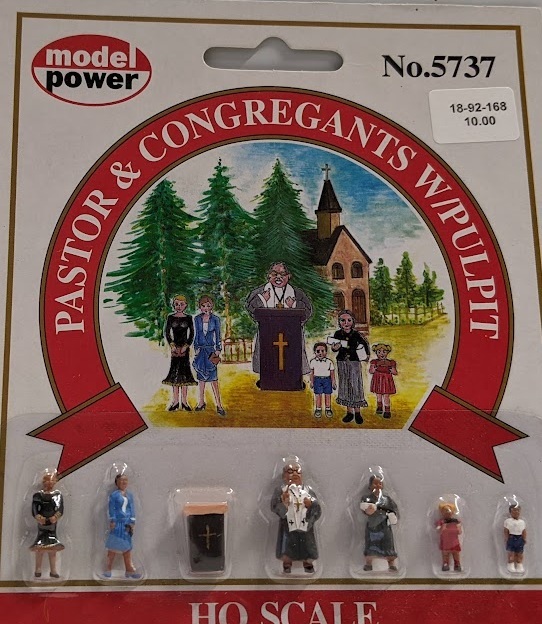 model
power
No.5737
18-92-168
10.00
PASTOR & CONGREGANTS W/PULPIT
HO SCALE